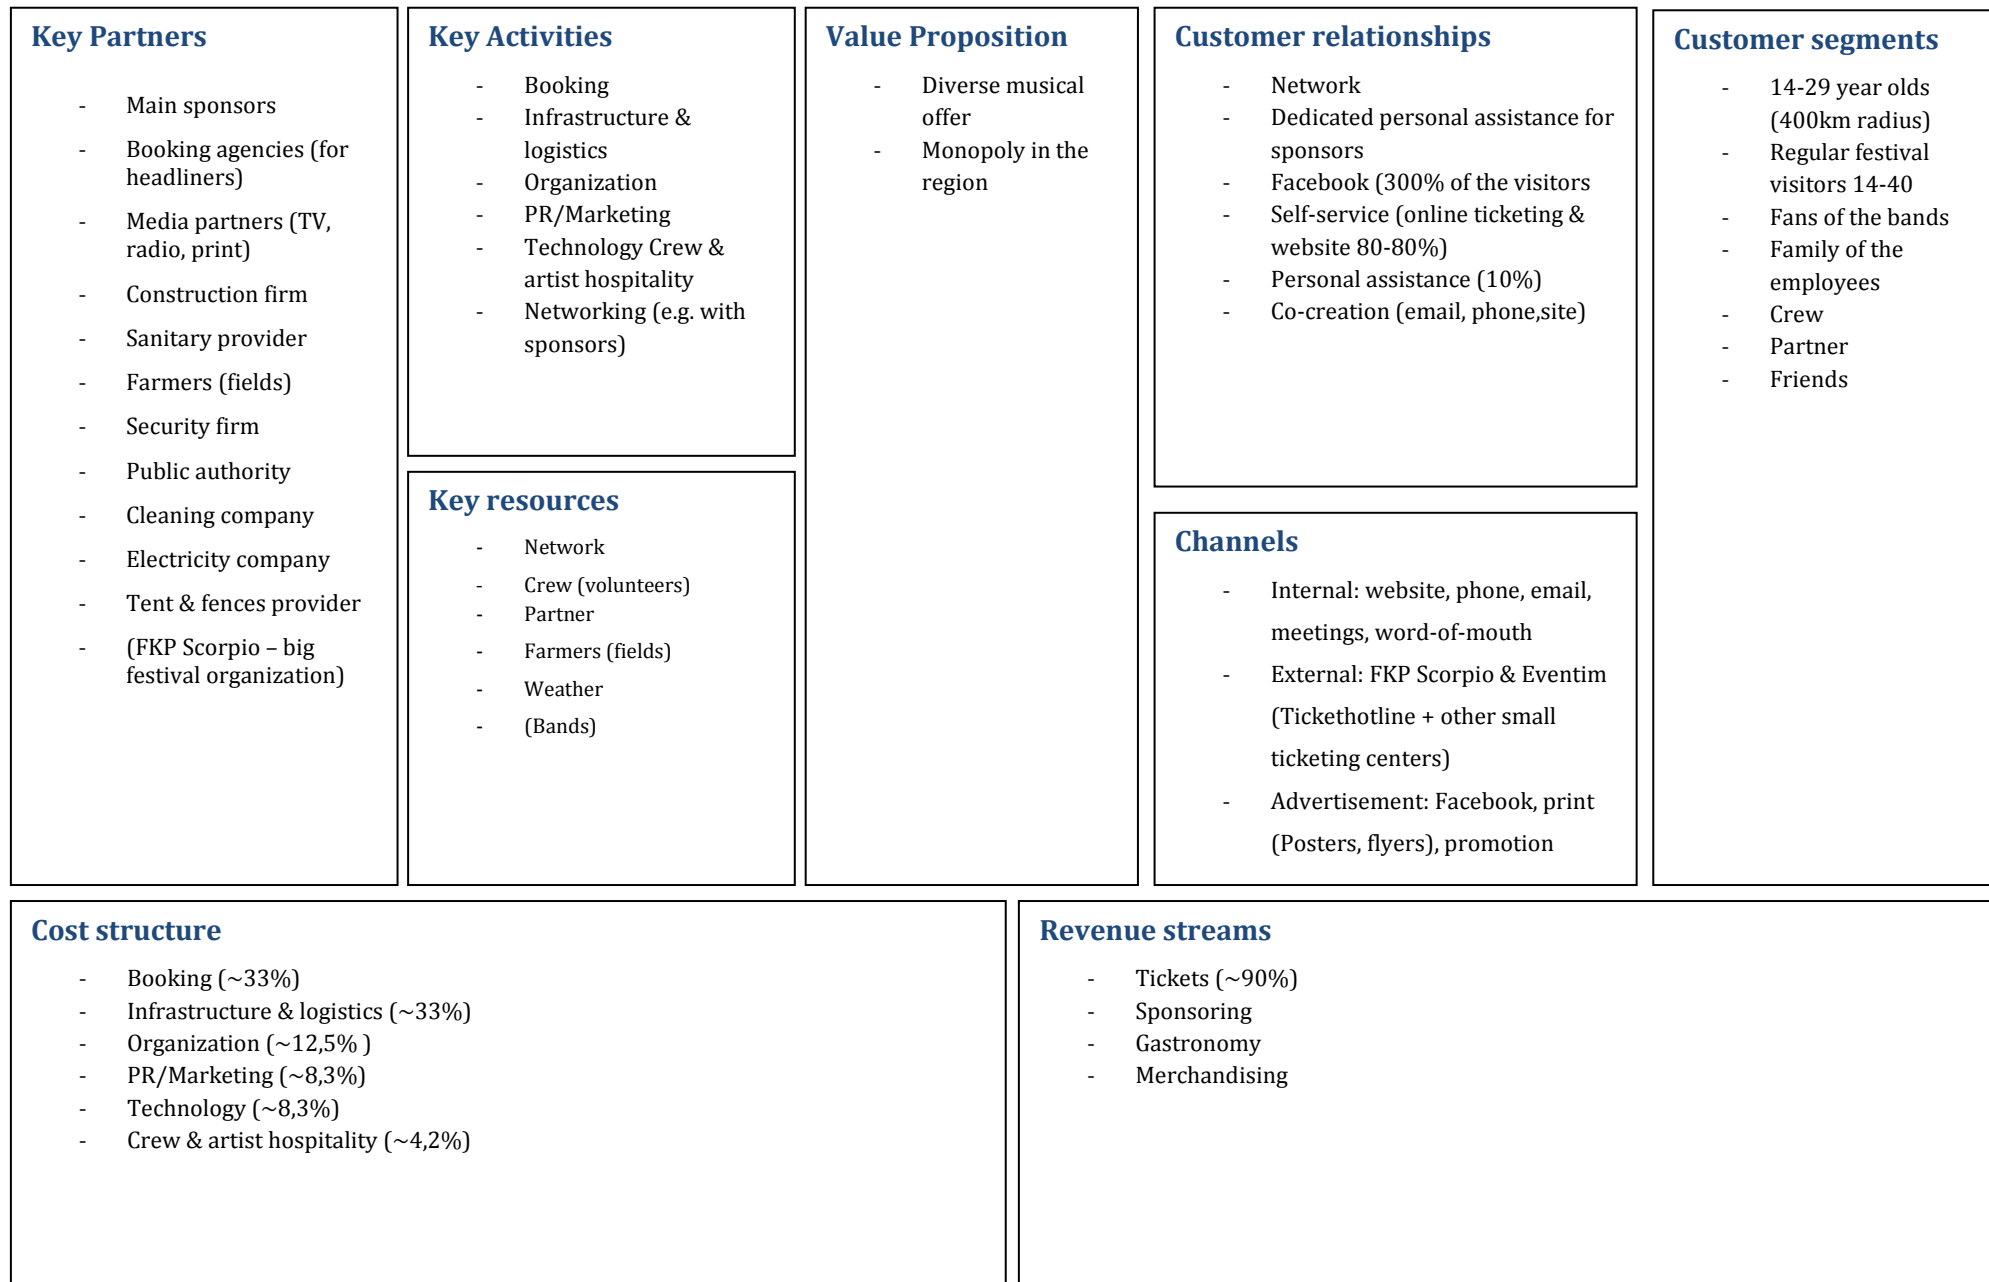 Key Partners
- Main sponsors
- Booking agencies (for
headliners)
- Media partners (TV,
radio, print)
- Construction firm
- Sanitary provider
- Farmers (fields)
- Security firm
- Public authority
- Cleaning company
- Electricity company
- Tent & fences provider
- (FKP Scorpio – big
festival organization)
Key Activities
- Booking
- Infrastructure &
logistics
- Organization
- PR/Marketing
- Technology Crew &
artist hospitality
- Networking (e.g. with
sponsors)
Key resources
- Network
- Crew (volunteers)
- Partner
- Farmers (fields)
- Weather
- (Bands)
Value Proposition
- Diverse musical
offer
- Monopoly in the
region
Customer relationships
- Network
- Dedicated personal assistance for
sponsors
- Facebook (300% of the visitors
- Self-service (online ticketing &
website 80-80%)
- Personal assistance (10%)
- Co-creation (email, phone,site)
Channels
- Internal: website, phone, email,
meetings, word-of-mouth
- External: FKP Scorpio & Eventim
(Tickethotline + other small
ticketing centers)
- Advertisement: Facebook, print
(Posters, flyers), promotion
Customer segments
- 14-29 year olds
(400km radius)
- Regular festival
visitors 14-40
- Fans of the bands
- Family of the
employees
- Crew
- Partner
- Friends
Cost structure
- Booking (~33%)
- Infrastructure & logistics (~33%)
- Organization (~12,5% )
- PR/Marketing (~8,3%)
- Technology (~8,3%)
- Crew & artist hospitality (~4,2%)
Revenue streams
- Tickets (~90%)
- Sponsoring
- Gastronomy
- Merchandising